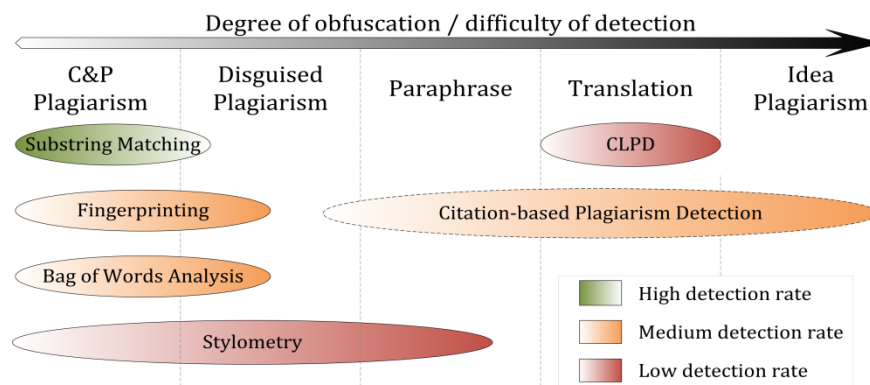 Degree of obfuscation / difficulty of detection
C&P
Plagiarism
Disguised
Plagiarism
Paraphrase
Translation
Idea
Plagiarism
Substring Matching
CLPD
Fingerprinting
Citation-based Plagiarism Detection
Bag of Words Analysis
Stylometry
High detection rate
Medium detection rate
Low detection rate